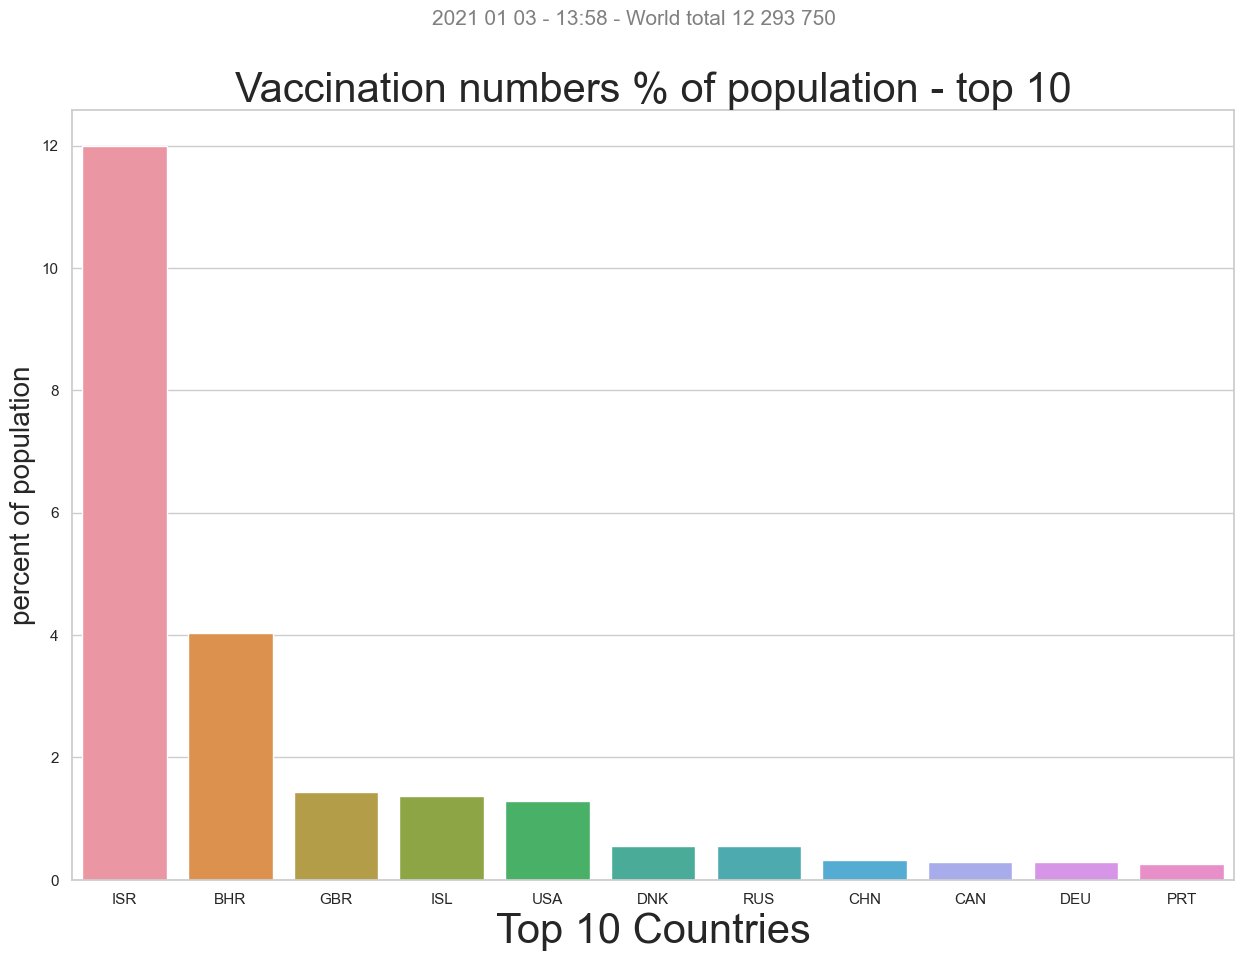 2021 01 03 - 13:58 - World total 12 293 750
Vaccination numbers % of population - top 10
percent of population
12
10
8
6
4
2
0
ISR BHR GBR ISL USA DNK RUS CHN CAN DEU PRT
Top 10 Countries